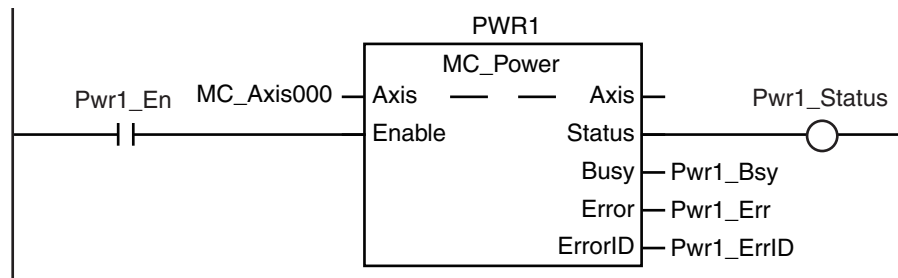 PWR1
MC_Power
Pwr1_En MC_Axis000 Axis Axis Pwr1_Status
Enable Status
Busy Pwr1_Bsy
Error Pwr1_Err
ErrorID Pwr1_ErrID